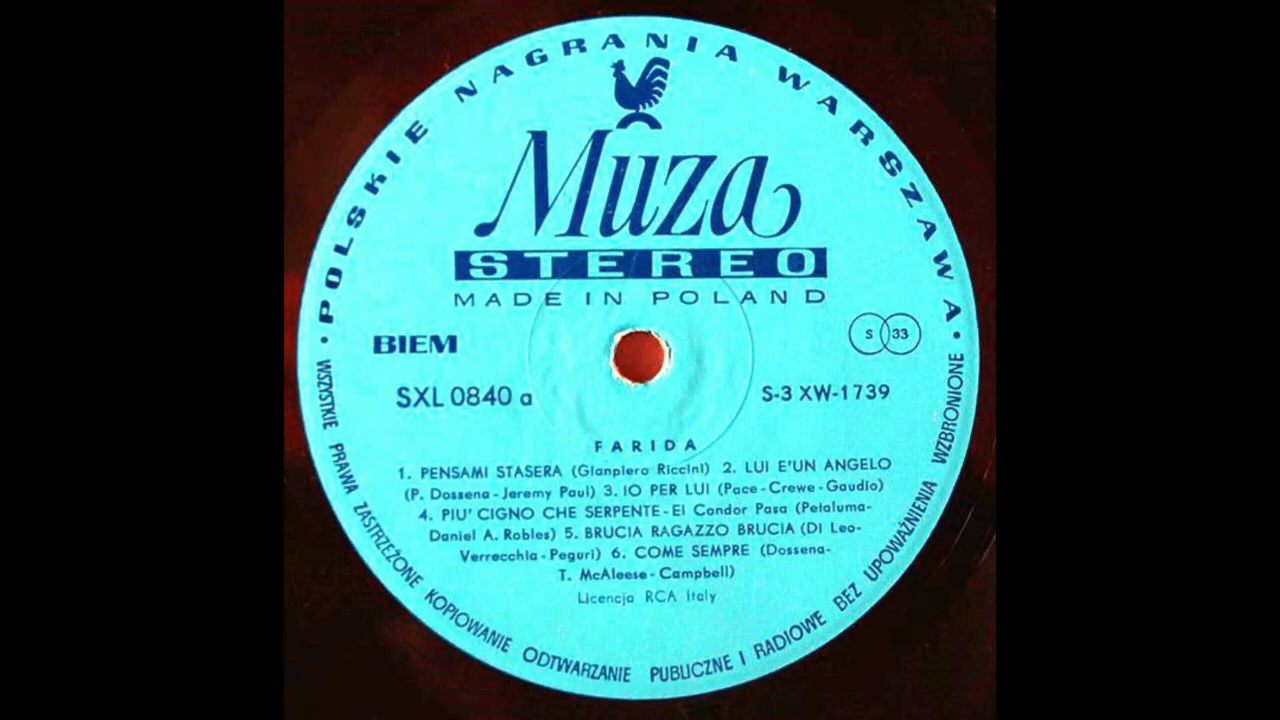 POLSKIE NAGRANIA WARSZAWA
Muza
STEREO
MADE IN POLAND
BIEM
S 33
SXL 0840 a
S-3 XW-1739
FARIDA
1. PENSAMI STASERA (Gianpiero Riccini) 2. LUI E'UN ANGELO
(P. Dossena - Jeremy Paul) 3. IO PER LUI (Pace - Crewe - Gaudio)
4. PIU' CIGNO CHE SERPENTE - El Condor Pasa (Petaluma-
Daniel A. Robles) 5. BRUCIA RAGAZZO BRUCIA (Di Leo-
Verrecchia - Peguri) 6. COME SEMPRE (Dossena-
T. McAleese - Campbell)
Licencja RCA Italy
• WSZYSTKIE PRAWA ZASTRZEŻONE KOPIOWANIE ODTWARZANIE PUBLICZNE I RADIOWE BEZ UPOWAŻNIENIA WZBRONIONE •